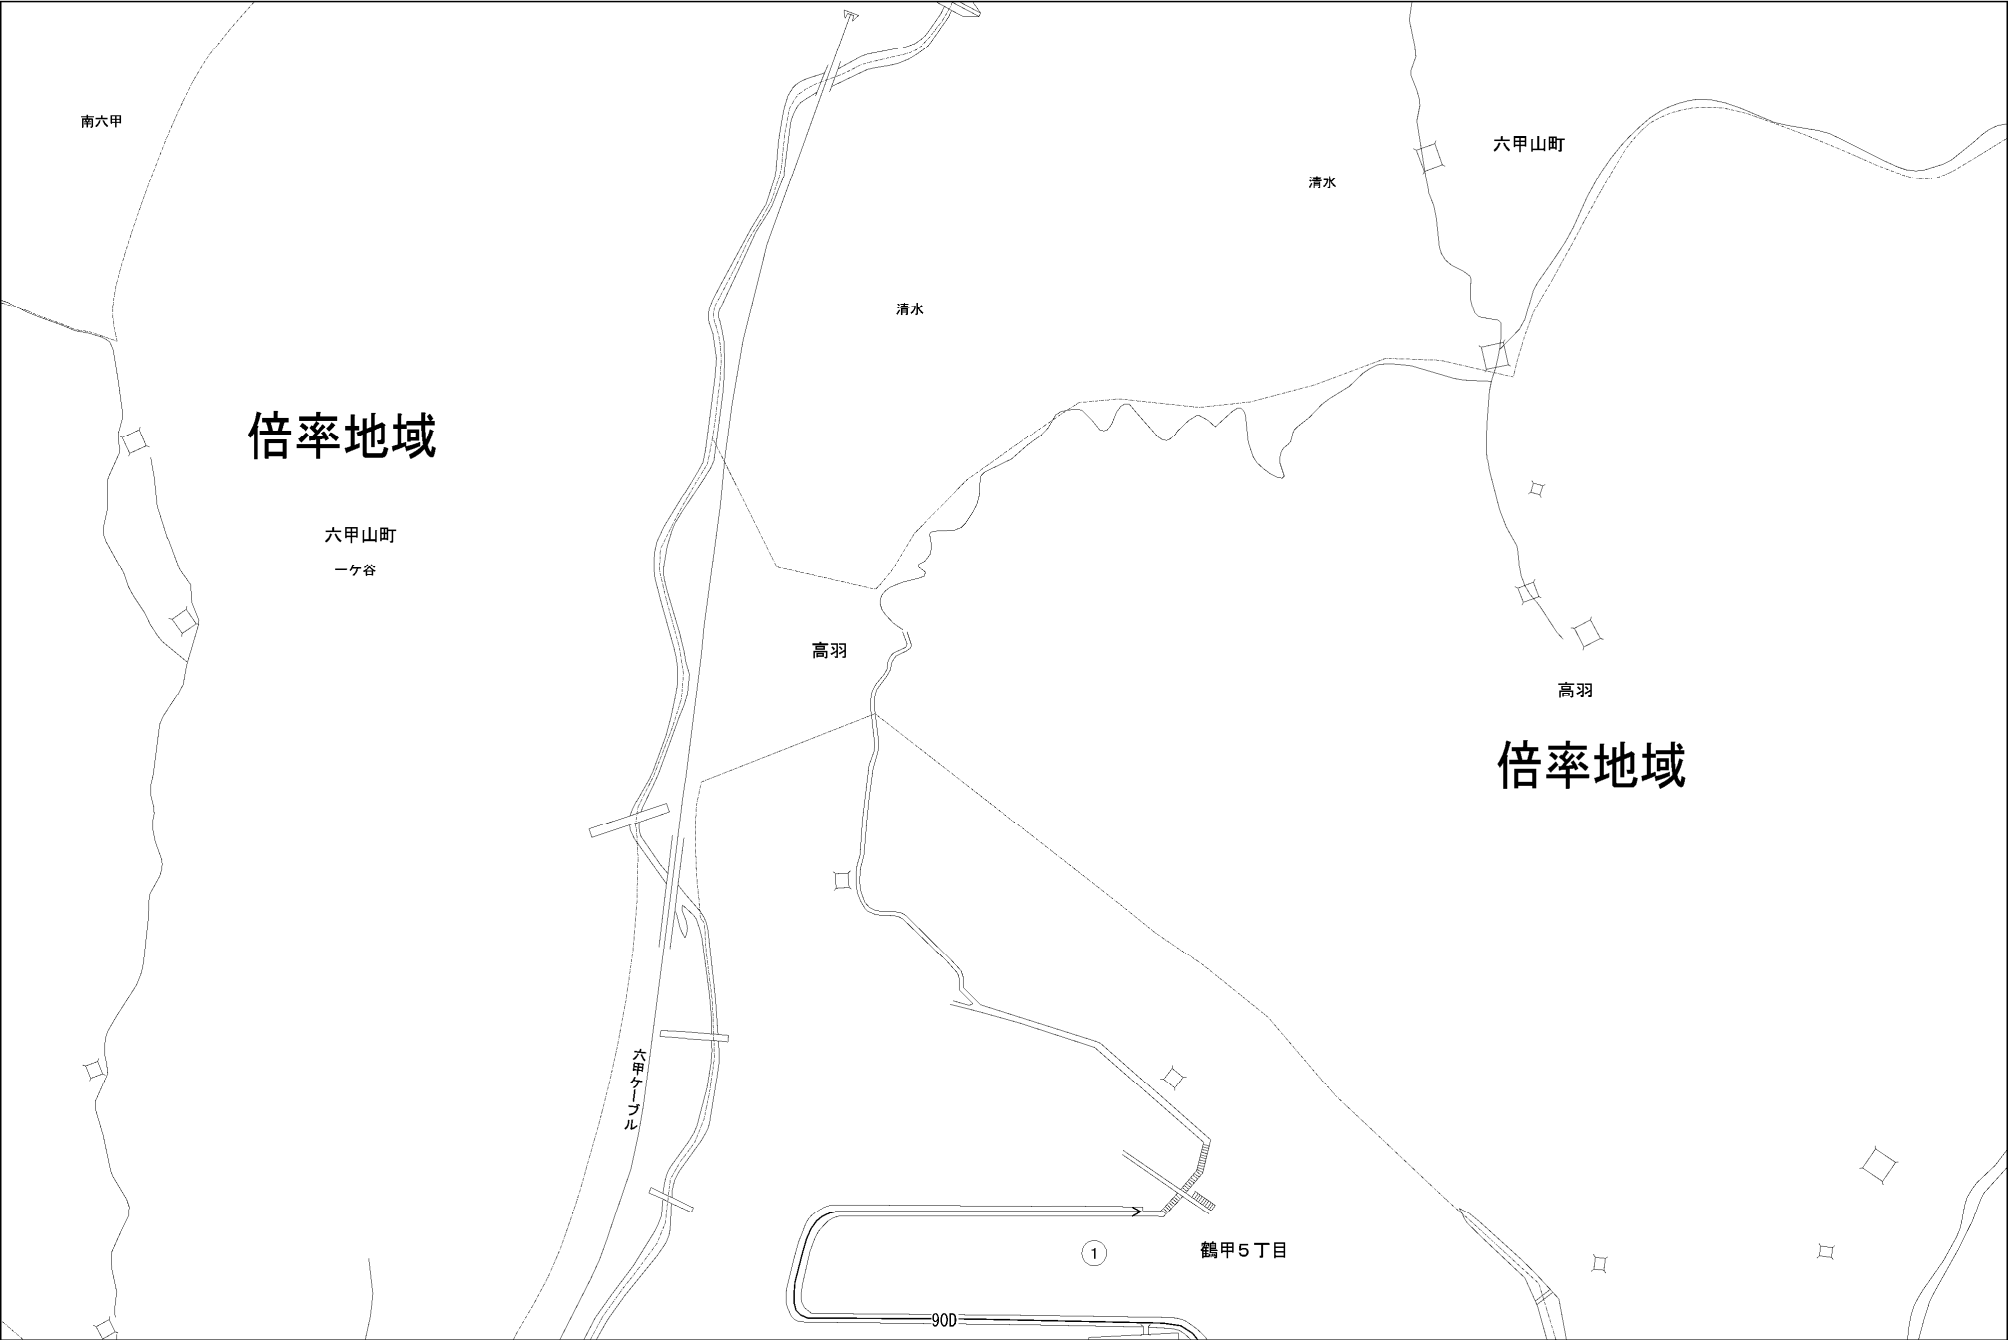 南六甲
六甲山町
清水
清水
倍率地域
六甲山町
一ケ谷
高羽
高羽
倍率地域
六甲ケーブル
鶴甲5丁目
1
90D